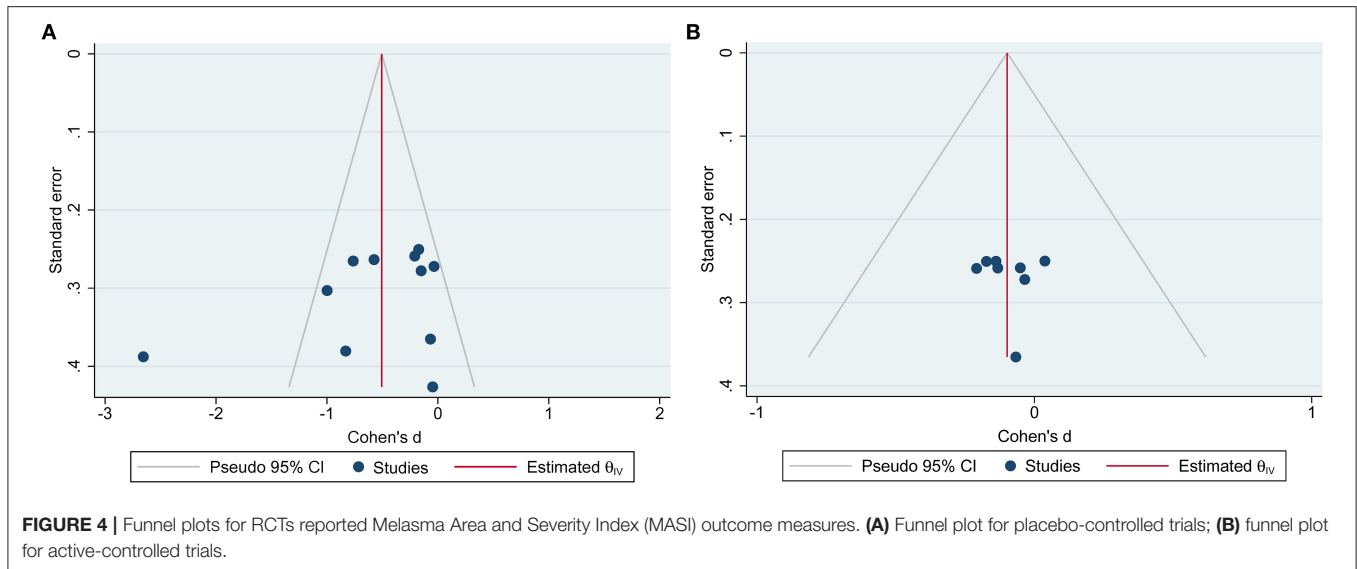 A
0
.1
.2
.3
.4
Standard error
-3
-2
-1
0
1
2
Cohen's d
Pseudo 95% CI
Studies
Estimated θIV
B
0
.1
.2
.3
.4
Standard error
-1
0
1
Cohen's d
Pseudo 95% CI
Studies
Estimated θIV
FIGURE 4 | Funnel plots for RCTs reported Melasma Area and Severity Index (MASI) outcome measures. (A) Funnel plot for placebo-controlled trials; (B) funnel plot
for active-controlled trials.